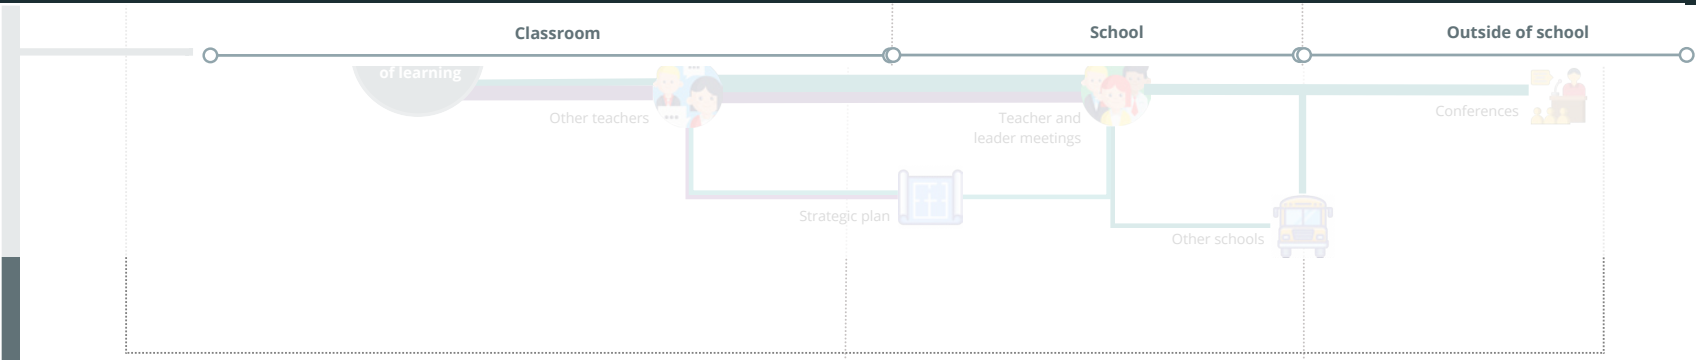 Classroom
School
Outside of school
of learning
Other teachers
Teacher and
leader meetings
Conferences
Strategic plan
Other schools